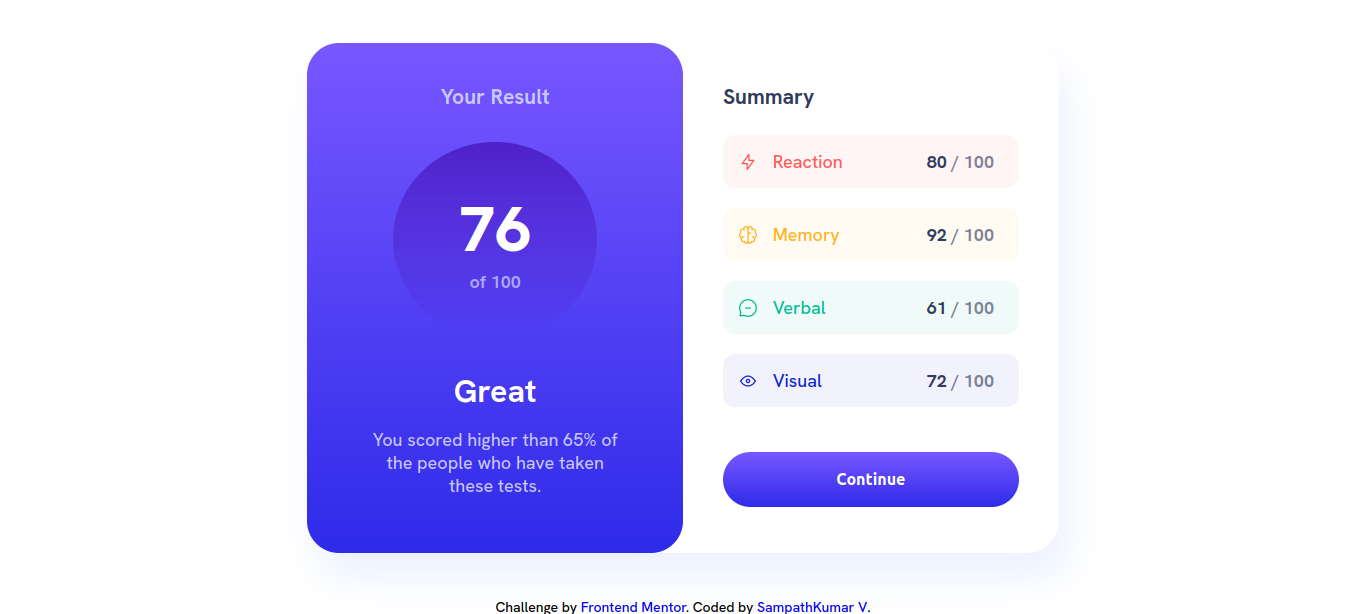 Your Result
76
of 100
Great
You scored higher than 65% of
the people who have taken
these tests.
Summary
Reaction 80 / 100
Memory 92 / 100
Verbal 61 / 100
Visual 72 / 100
Continue
Challenge by Frontend Mentor. Coded by SampathKumar V.